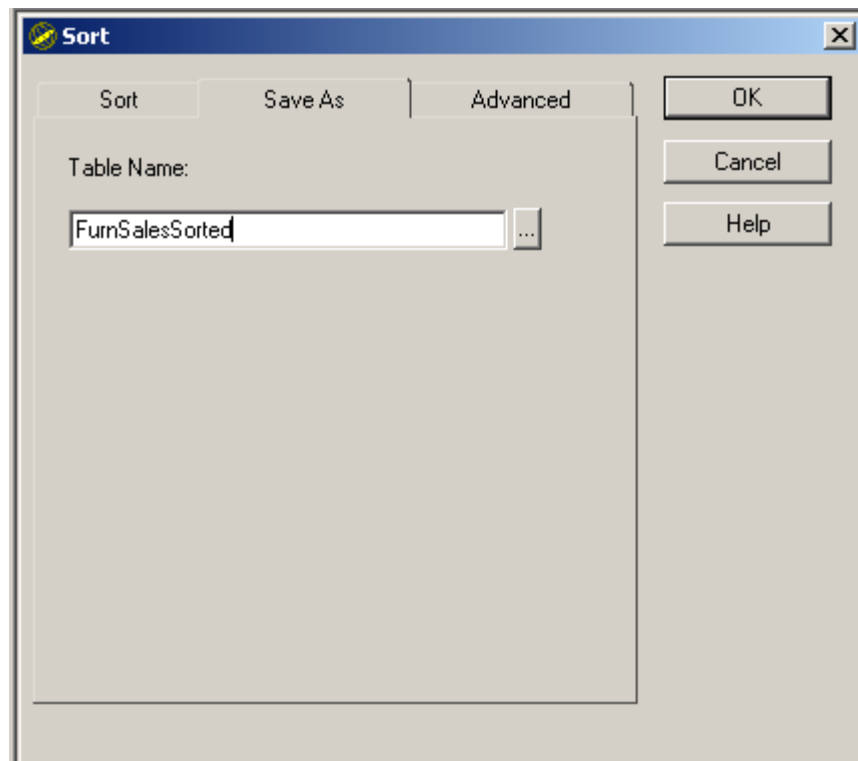 Sort
Sort Save As Advanced
OK
Cancel
Help
Table Name:
FurnSalesSorted
...